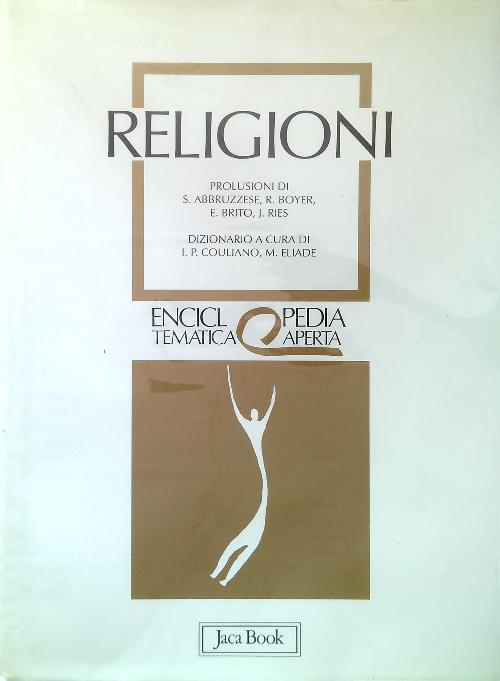 RELIGIONI
PROLUSIONI DI
S. ABBRUZZESE, R. BOYER,
E. BRITO, J. RIES
DIZIONARIO A CURA DI
I. P. COULIANO, M. ELIADE
ENCICLOPEDIA
TEMATICA APERTA
Jaca Book